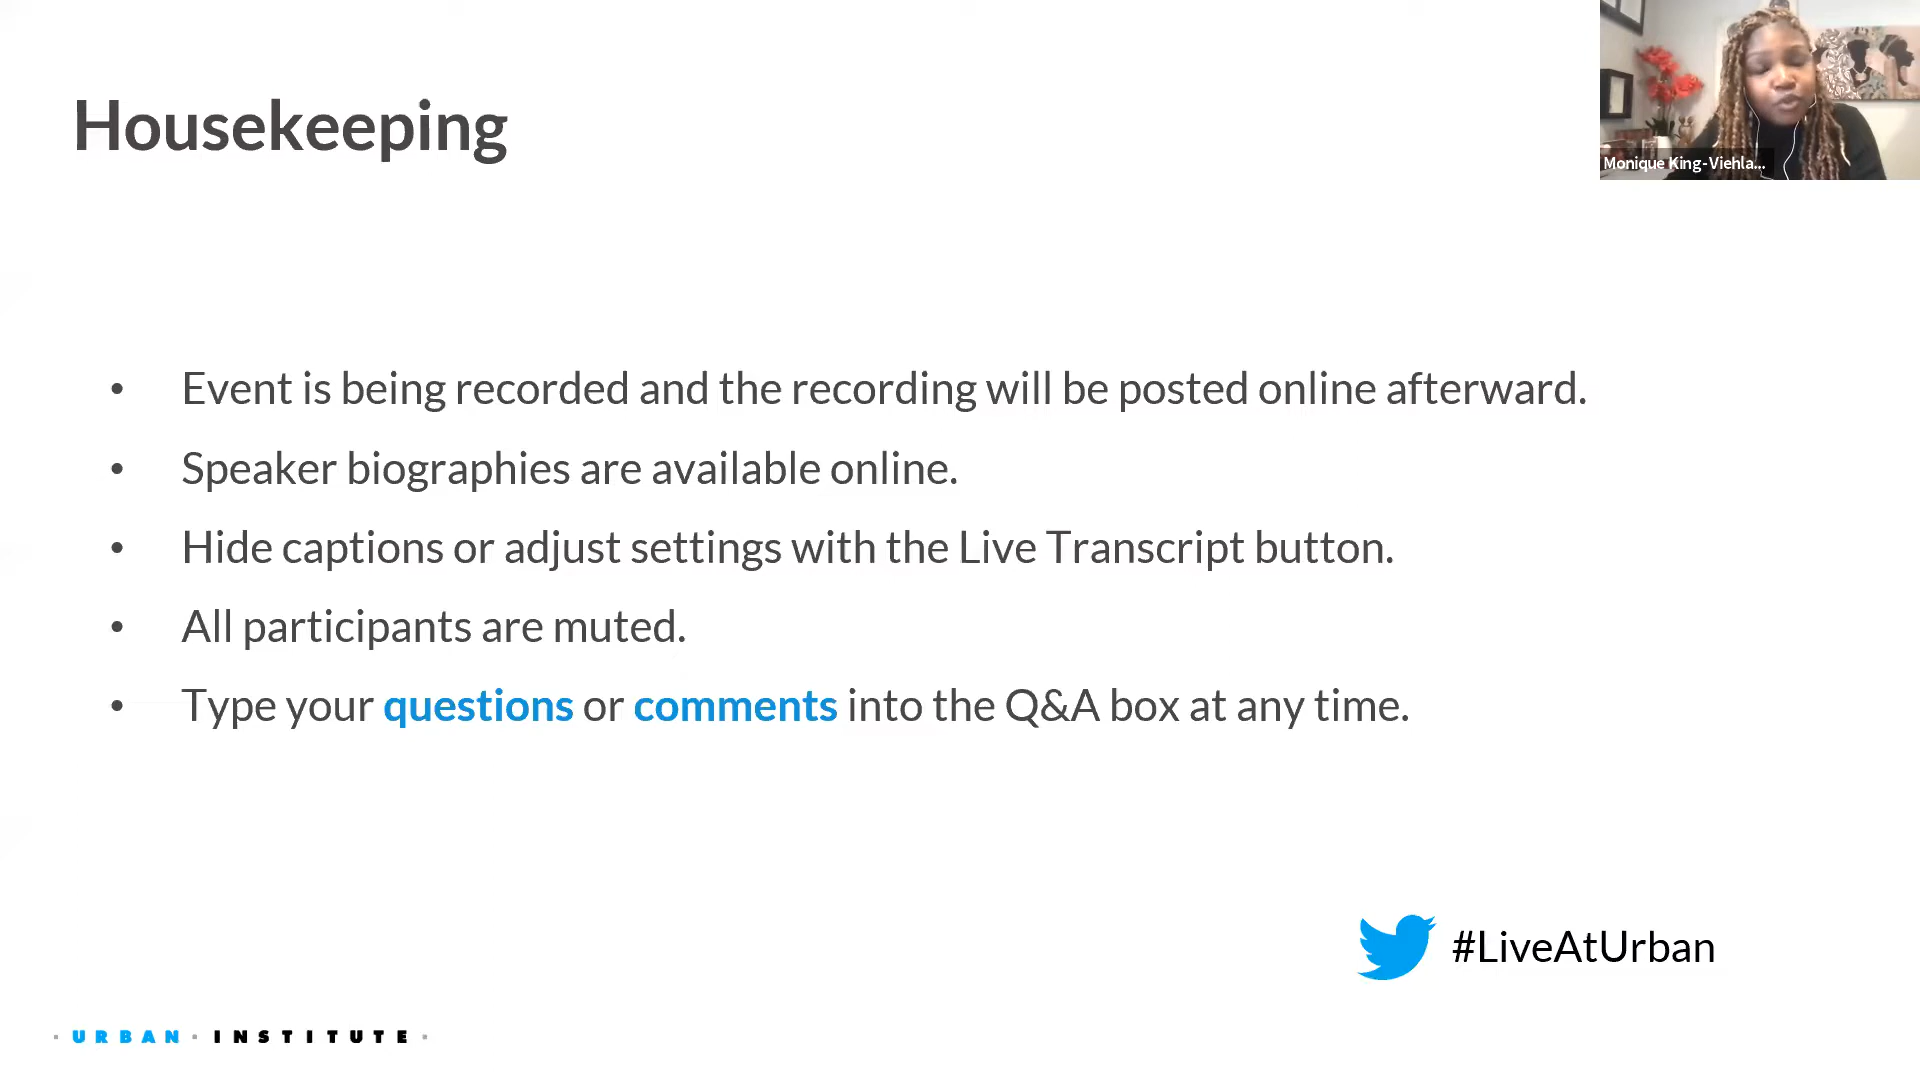 Housekeeping
Monique King-Viehla...
• Event is being recorded and the recording will be posted online afterward.
• Speaker biographies are available online.
• Hide captions or adjust settings with the Live Transcript button.
• All participants are muted.
• Type your questions or comments into the Q&A box at any time.
#LiveAtUrban
· URBAN · INSTITUTE ·